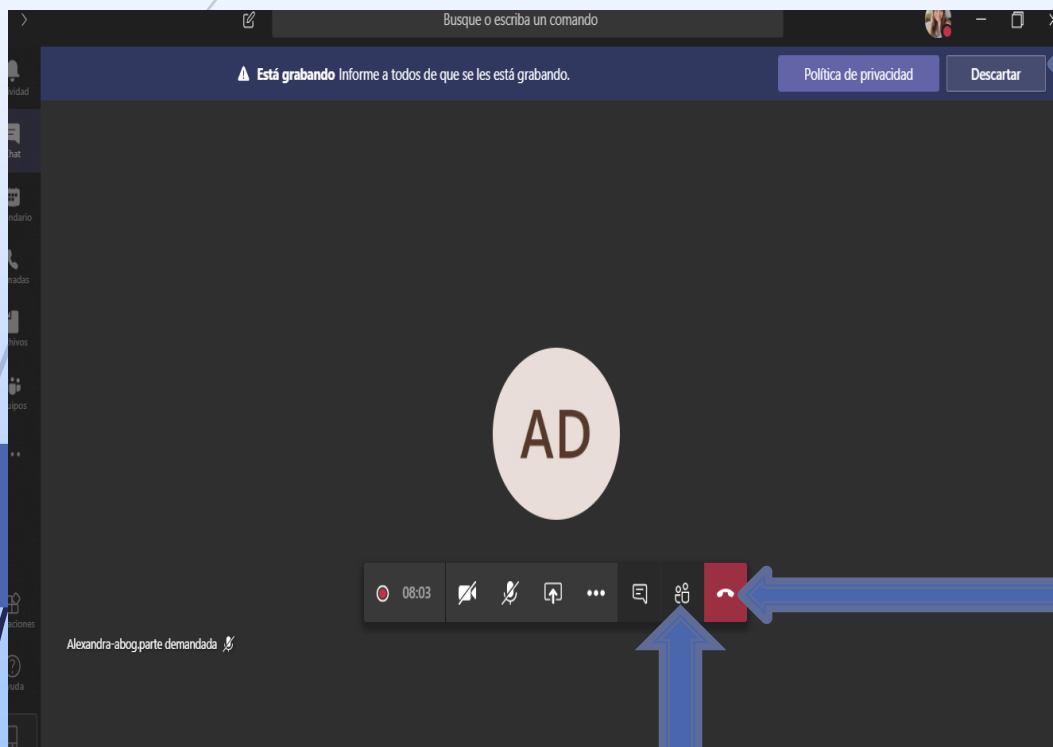 Busque o escriba un comando
Está grabando Informe a todos de que se les está grabando.
Política de privacidad
Descartar
AD
08:03
Alexandra-abog.parte demandada